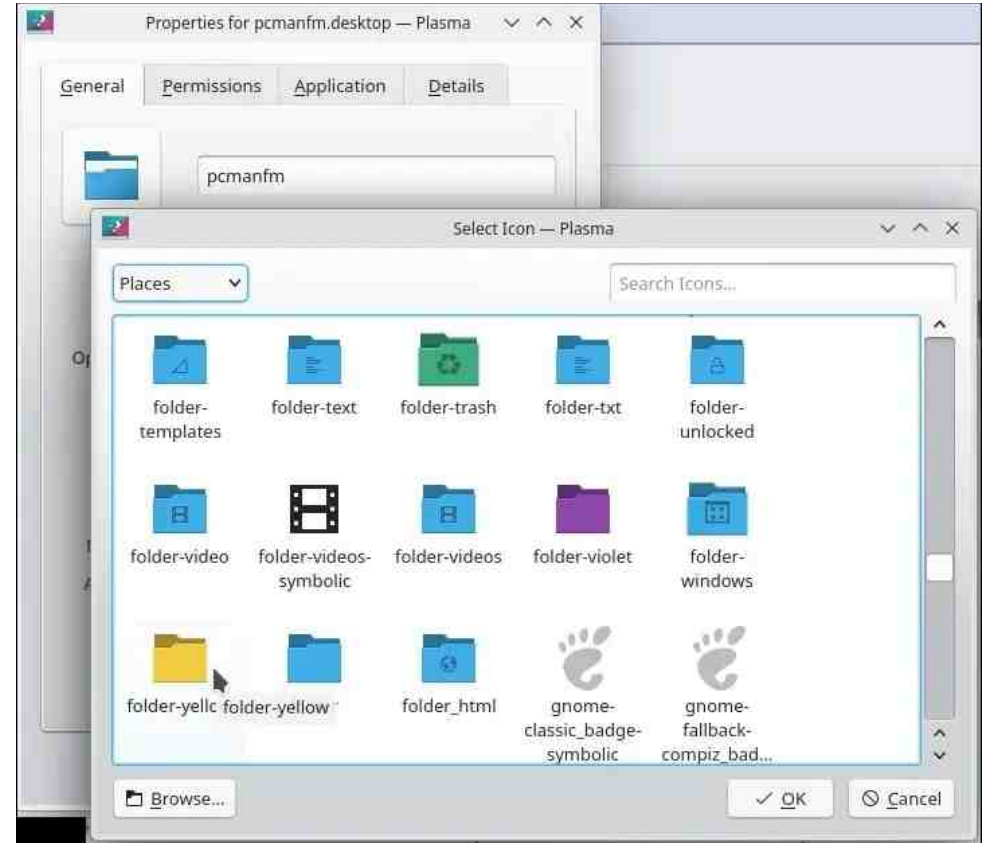 Properties for pcmanfm.desktop — Plasma
General Permissions Application Details
pcmanfm
Select Icon — Plasma
Places
Search Icons...
folder-
templates
folder-text
folder-trash
folder-txt
folder-
unlocked
folder-video
folder-videos-
symbolic
folder-videos
folder-violet
folder-
windows
folder-yellc
folder-yellow
folder_html
gnome-
classic_badge-
symbolic
gnome-
fallback-
compiz_bad...
Browse...
OK
Cancel